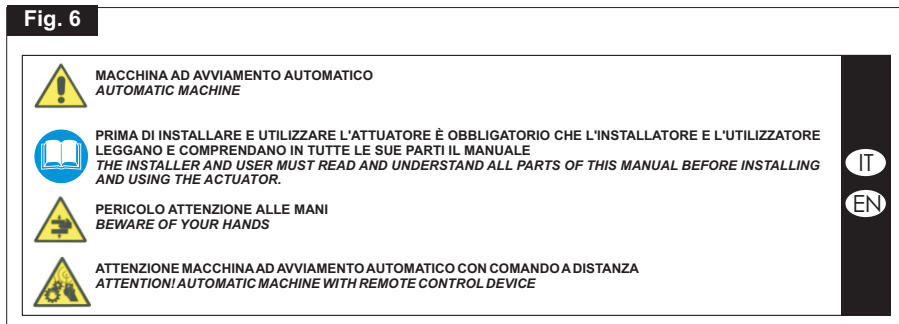 Fig. 6
MACCHINA AD AVVIAMENTO AUTOMATICO
AUTOMATIC MACHINE
PRIMA DI INSTALLARE E UTILIZZARE L'ATTUATORE È OBBLIGATORIO CHE L'INSTALLATORE E L'UTILIZZATORE
LEGGANO E COMPRENDANO IN TUTTE LE SUE PARTI IL MANUALE
THE INSTALLER AND USER MUST READ AND UNDERSTAND ALL PARTS OF THIS MANUAL BEFORE INSTALLING
AND USING THE ACTUATOR.
IT
EN
PERICOLO ATTENZIONE ALLE MANI
BEWARE OF YOUR HANDS
ATTENZIONE MACCHINA AD AVVIAMENTO AUTOMATICO CON COMANDO A DISTANZA
ATTENTION! AUTOMATIC MACHINE WITH REMOTE CONTROL DEVICE